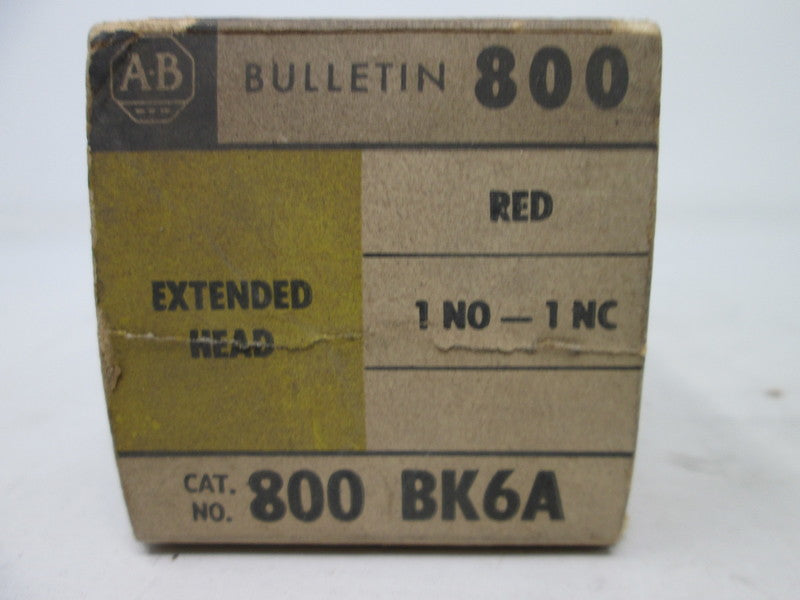 A·B
BULLETIN 800
RED
EXTENDED
HEAD
1 NO — 1 NC
CAT.
NO. 800 BK6A